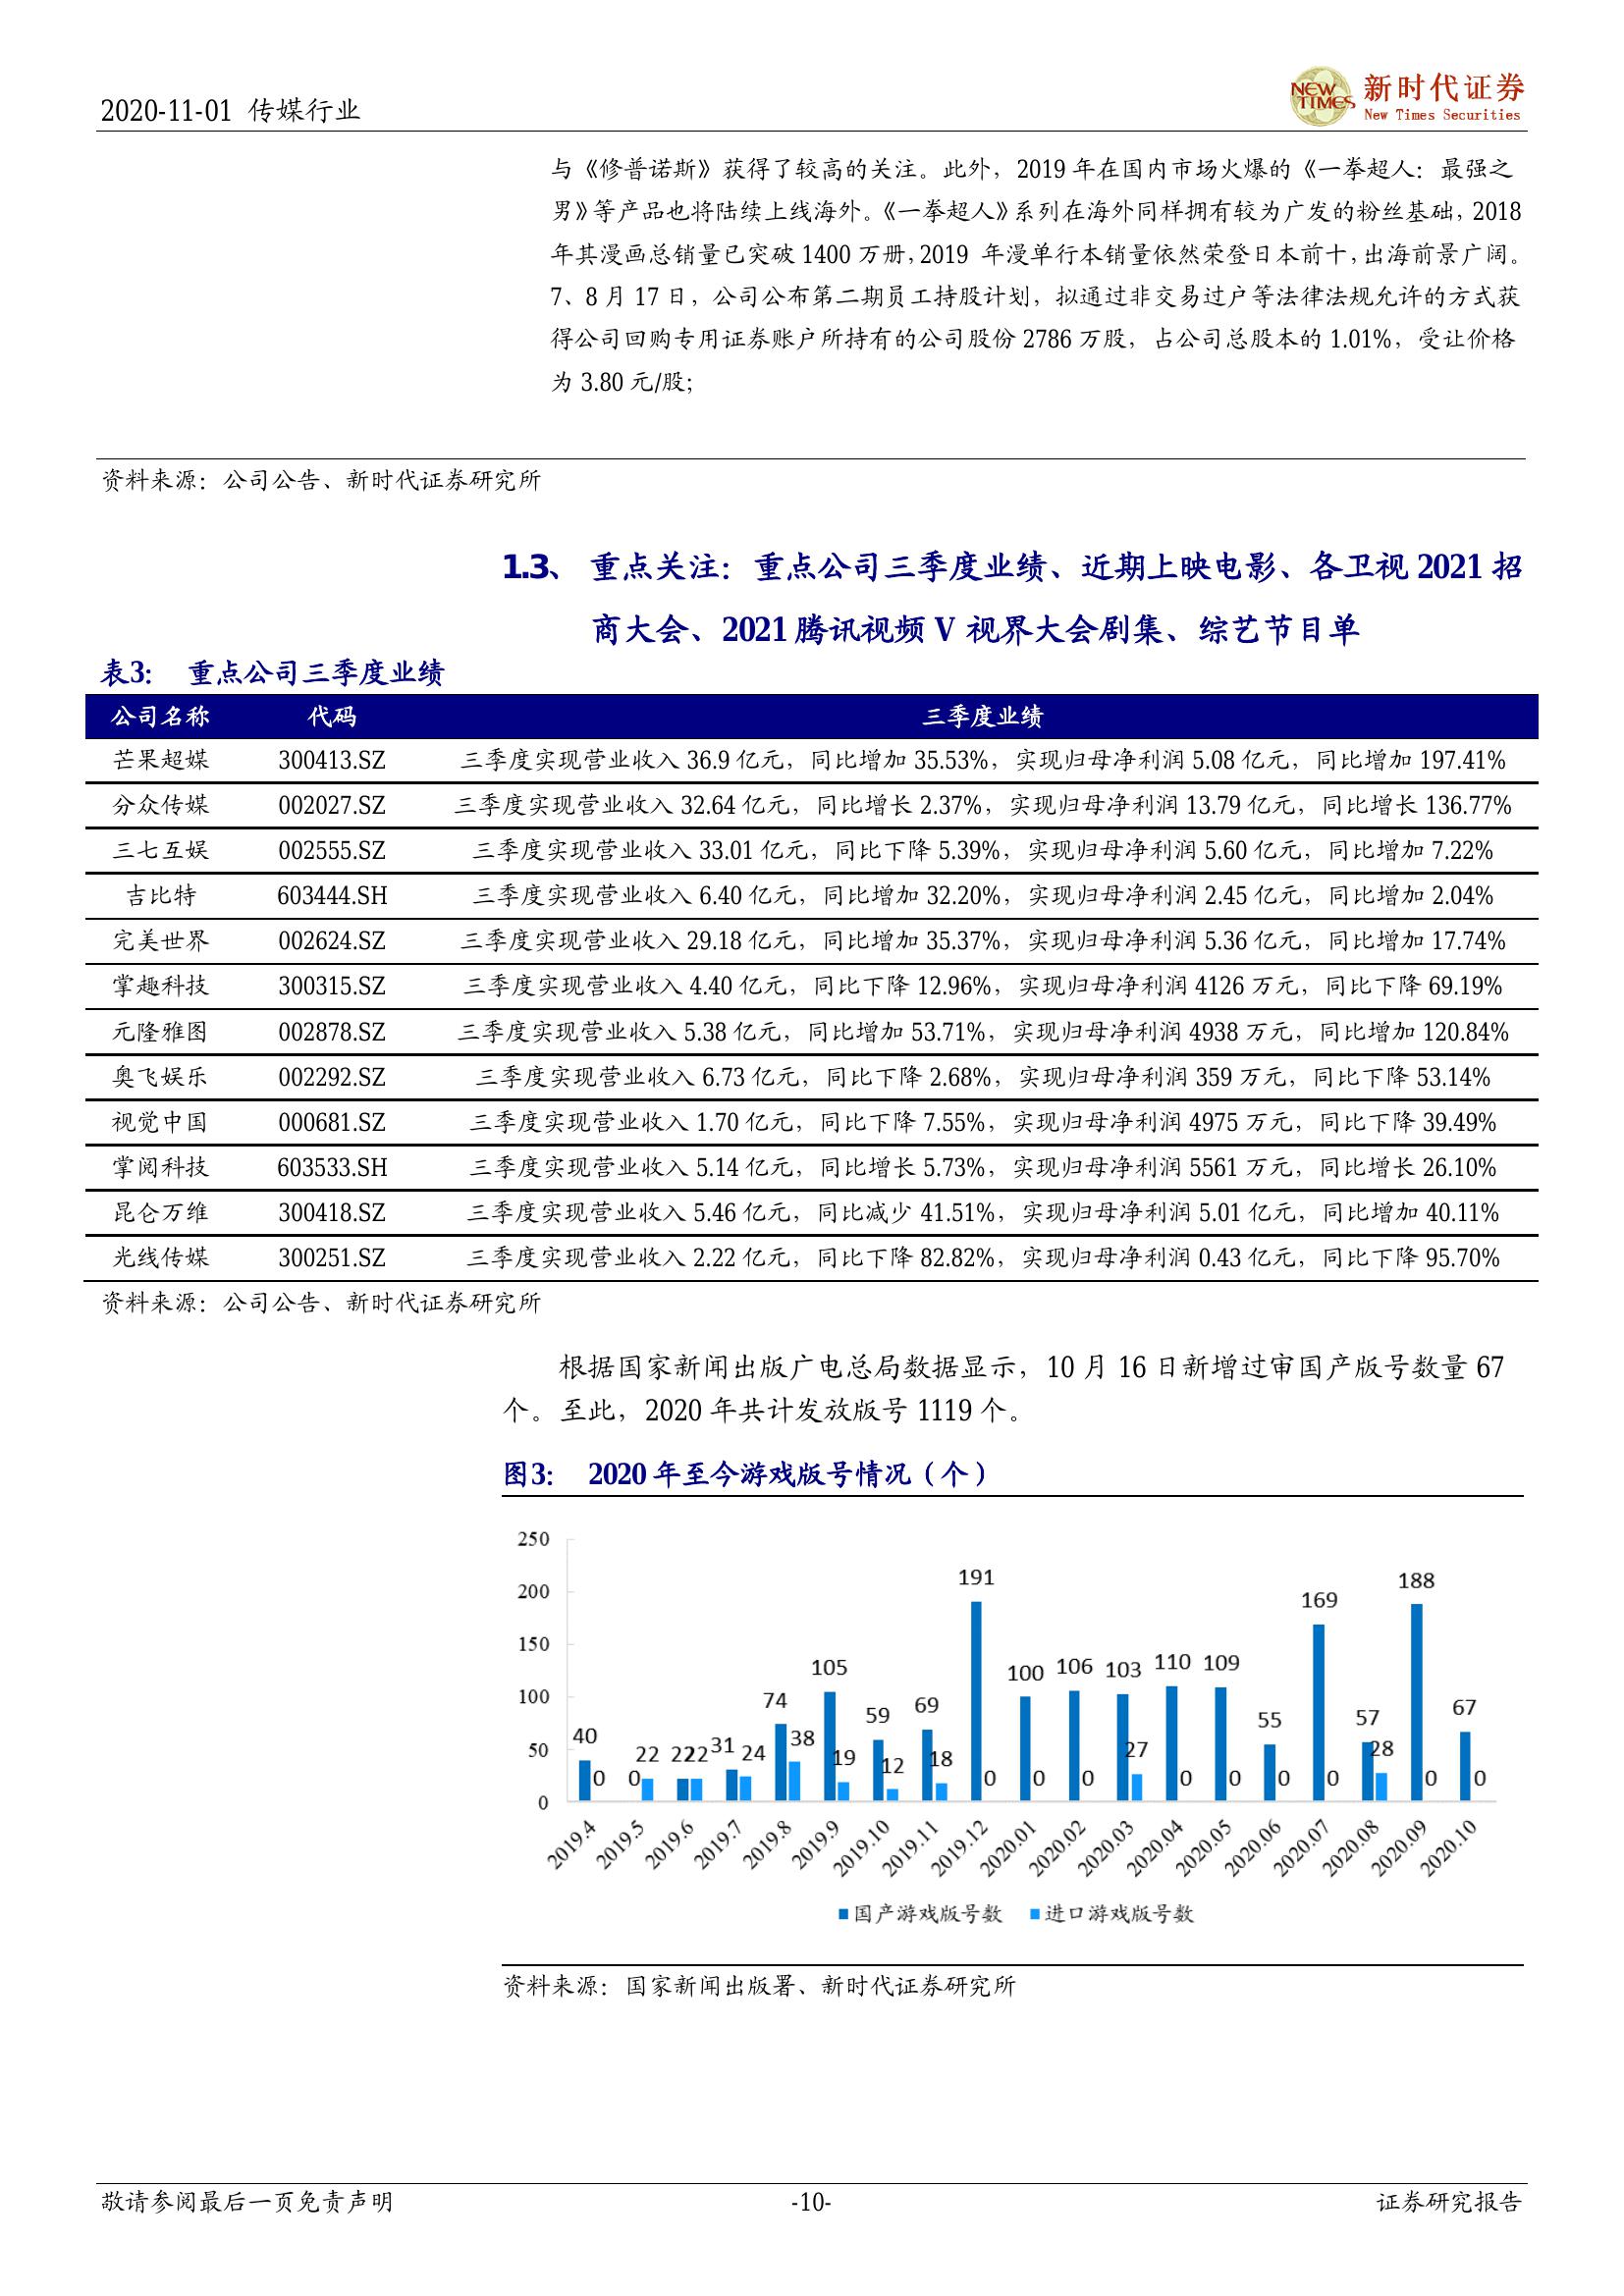 2020-11-01 传媒行业
NEW TIMES
新时代证券
New Times Securities
与《修普诺斯》获得了较高的关注。此外，2019 年在国内市场火爆的《一拳超人：最强之
男》等产品也将陆续上线海外。《一拳超人》系列在海外同样拥有较为广发的粉丝基础，2018
年其漫画总销量已突破 1400 万册，2019 年漫单行本销量依然荣登日本前十，出海前景广阔。
7、8 月 17 日，公司公布第二期员工持股计划，拟通过非交易过户等法律法规允许的方式获
得公司回购专用证券账户所持有的公司股份 2786 万股，占公司总股本的 1.01%，受让价格
为 3.80 元/股；
资料来源：公司公告、新时代证券研究所
1.3、 重点关注：重点公司三季度业绩、近期上映电影、各卫视 2021 招
商大会、2021 腾讯视频 V 视界大会剧集、综艺节目单
表3： 重点公司三季度业绩
公司名称 代码 三季度业绩
芒果超媒 300413.SZ 三季度实现营业收入 36.9 亿元，同比增加 35.53%，实现归母净利润 5.08 亿元，同比增加 197.41%
分众传媒 002027.SZ 三季度实现营业收入 32.64 亿元，同比增长 2.37%，实现归母净利润 13.79 亿元，同比增长 136.77%
三七互娱 002555.SZ 三季度实现营业收入 33.01 亿元，同比下降 5.39%，实现归母净利润 5.60 亿元，同比增加 7.22%
吉比特 603444.SH 三季度实现营业收入 6.40 亿元，同比增加 32.20%，实现归母净利润 2.45 亿元，同比增加 2.04%
完美世界 002624.SZ 三季度实现营业收入 29.18 亿元，同比增加 35.37%，实现归母净利润 5.36 亿元，同比增加 17.74%
掌趣科技 300315.SZ 三季度实现营业收入 4.40 亿元，同比下降 12.96%，实现归母净利润 4126 万元，同比下降 69.19%
元隆雅图 002878.SZ 三季度实现营业收入 5.38 亿元，同比增加 53.71%，实现归母净利润 4938 万元，同比增加 120.84%
奥飞娱乐 002292.SZ 三季度实现营业收入 6.73 亿元，同比下降 2.68%，实现归母净利润 359 万元，同比下降 53.14%
视觉中国 000681.SZ 三季度实现营业收入 1.70 亿元，同比下降 7.55%，实现归母净利润 4975 万元，同比下降 39.49%
掌阅科技 603533.SH 三季度实现营业收入 5.14 亿元，同比增长 5.73%，实现归母净利润 5561 万元，同比增长 26.10%
昆仑万维 300418.SZ 三季度实现营业收入 5.46 亿元，同比减少 41.51%，实现归母净利润 5.01 亿元，同比增加 40.11%
光线传媒 300251.SZ 三季度实现营业收入 2.22 亿元，同比下降 82.82%，实现归母净利润 0.43 亿元，同比下降 95.70%
资料来源：公司公告、新时代证券研究所
根据国家新闻出版广电总局数据显示，10 月 16 日新增过审国产版号数量 67
个。至此，2020 年共计发放版号 1119 个。
图3： 2020 年至今游戏版号情况（个）
250
200
150
100
50
0
40 0 0 22 22 22 31 24 74 38 105 19 59 12 69 18 191 0 100 0 106 0 103 27 110 0 109 0 55 0 169 0 57 28 188 0 67 0
2019.4 2019.5 2019.6 2019.7 2019.8 2019.9 2019.10 2019.11 2019.12 2020.01 2020.02 2020.03 2020.04 2020.05 2020.06 2020.07 2020.08 2020.09 2020.10
国产游戏版号数 进口游戏版号数
资料来源：国家新闻出版署、新时代证券研究所
敬请参阅最后一页免责声明 -10- 证券研究报告